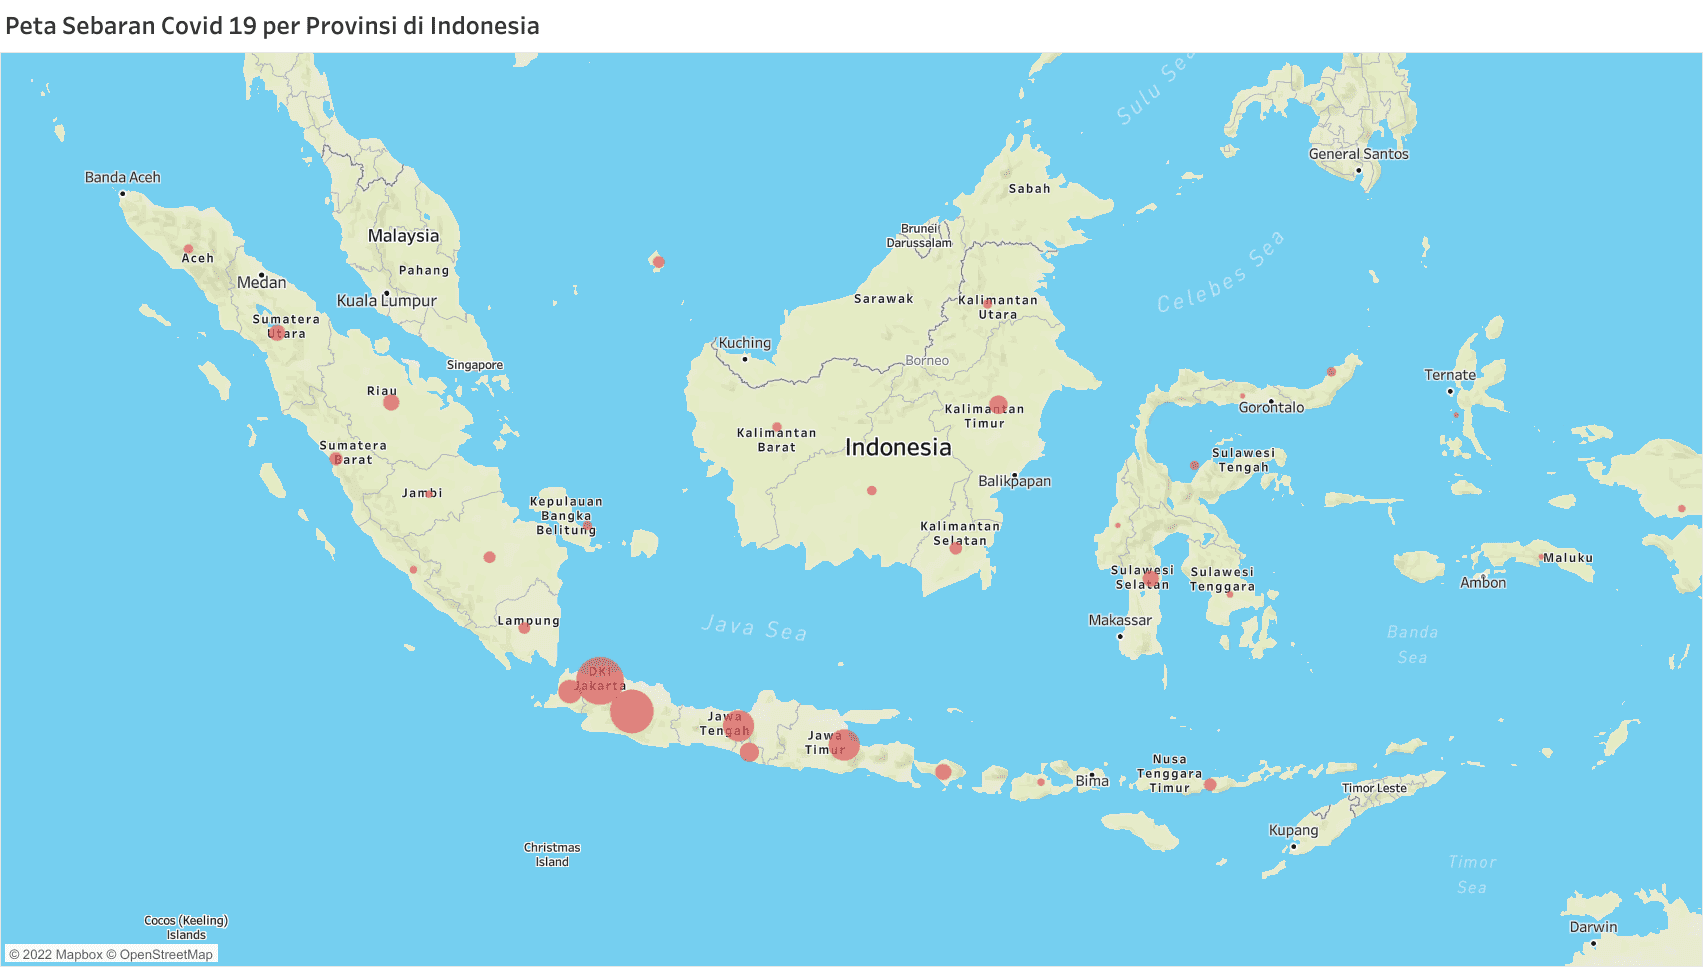 Peta Sebaran Covid 19 per Provinsi di Indonesia
Sulu Sea
General Santos
Banda Aceh
Sabah
Malaysia
Brunei
Darussalam
Aceh
Pahang
Celebes Sea
Medan
Kuala Lumpur
Sarawak
Kalimantan
Utara
Sumatera
Utara
Kuching
Borneo
Singapore
Ternate
Riau
Kalimantan
Timur
Gorontalo
Kalimantan
Barat
Indonesia
Sumatera
Barat
Sulawesi
Tengah
Balikpapan
Jambi
Kepulauan
Bangka
Belitung
Kalimantan
Selatan
Maluku
Sulawesi
Selatan
Sulawesi
Tenggara
Ambon
Lampung
Java Sea
Makassar
Banda
Sea
DKI
Jakarta
Jawa
Tengah
Jawa
Timur
Nusa
Tenggara
Timur
Bima
Timor Leste
Kupang
Christmas
Island
Timor
Sea
Cocos (Keeling)
Islands
Darwin
© 2022 Mapbox © OpenStreetMap